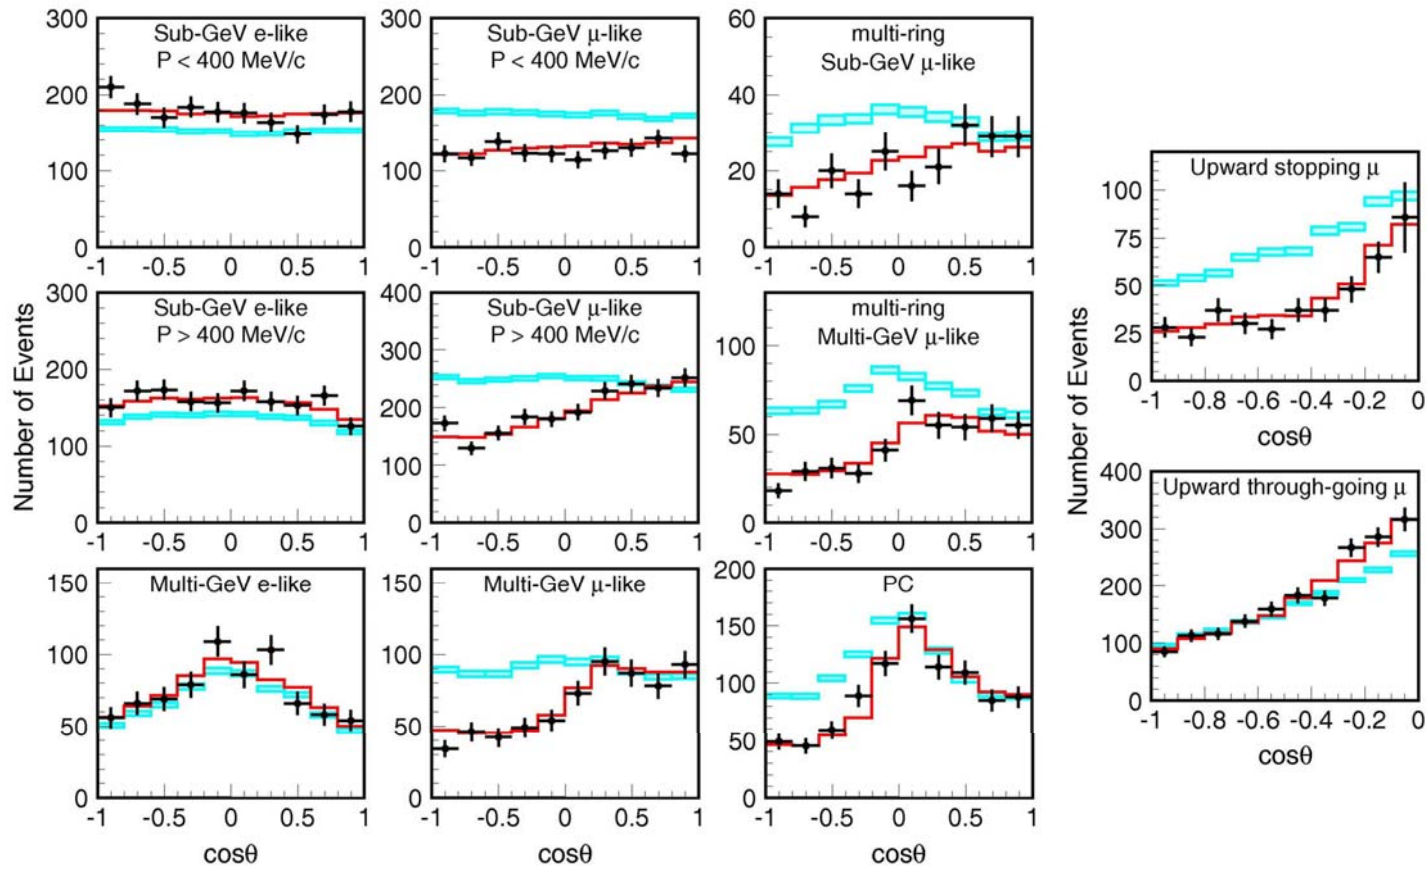 300
200
100
0
Sub-GeV e-like
P < 400 MeV/c
-1 -0.5 0 0.5 1
300
200
100
0
Sub-GeV μ-like
P < 400 MeV/c
-1 -0.5 0 0.5 1
60
40
20
0
multi-ring
Sub-GeV μ-like
-1 -0.5 0 0.5 1
Number of Events
300
200
100
0
Sub-GeV e-like
P > 400 MeV/c
-1 -0.5 0 0.5 1
400
300
200
100
0
Sub-GeV μ-like
P > 400 MeV/c
-1 -0.5 0 0.5 1
100
50
0
multi-ring
Multi-GeV μ-like
-1 -0.5 0 0.5 1
150
100
50
0
Multi-GeV e-like
-1 -0.5 0 0.5 1
cosθ
150
100
50
0
Multi-GeV μ-like
-1 -0.5 0 0.5 1
cosθ
200
150
100
50
0
PC
-1 -0.5 0 0.5 1
cosθ
Number of Events
100
75
50
25
0
Upward stopping μ
-1 -0.8 -0.6 -0.4 -0.2 0
cosθ
400
300
200
100
0
Upward through-going μ
-1 -0.8 -0.6 -0.4 -0.2 0
cosθ